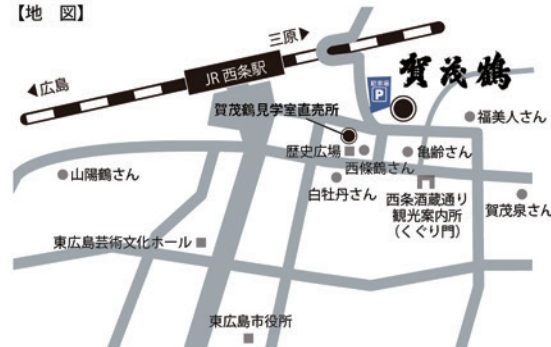 【地　図】
三原
JR 西条駅
広島
駐車場
P
賀茂鶴
賀茂鶴見学室直売所
福美人さん
歴史広場
西條鶴さん
亀齢さん
山陽鶴さん
白牡丹さん
西条酒蔵通り
観光案内所
（くぐり門）
賀茂泉さん
東広島芸術文化ホール
東広島市役所